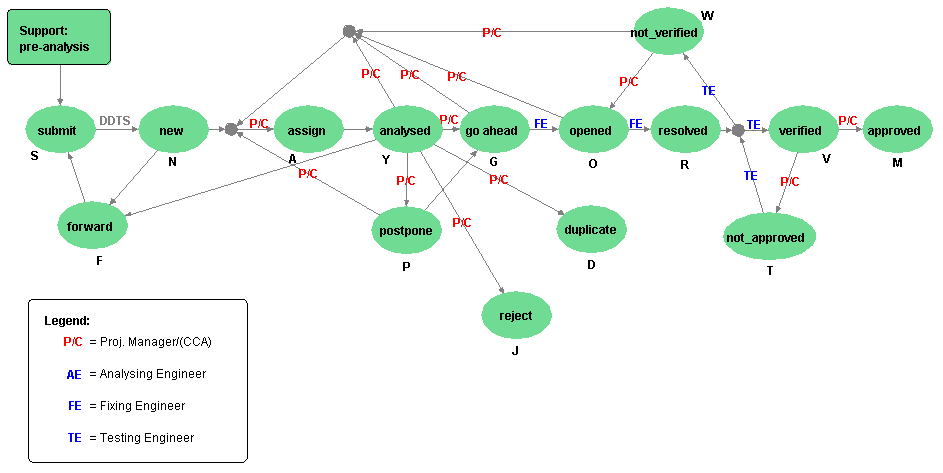 W
Support:
pre-analysis
not_verified
P/C
P/C
P/C
P/C
P/C
TE
submit
DDTS
new
P/C
assign
analysed
P/C
go ahead
FE
opened
FE
resolved
TE
verified
P/C
approved
S
N
A
Y
G
O
R
V
M
P/C
P/C
P/C
TE
P/C
forward
postpone
P/C
duplicate
not_approved
F
P
D
T
reject
J
Legend:
P/C = Proj. Manager/(CCA)
AE = Analysing Engineer
FE = Fixing Engineer
TE = Testing Engineer